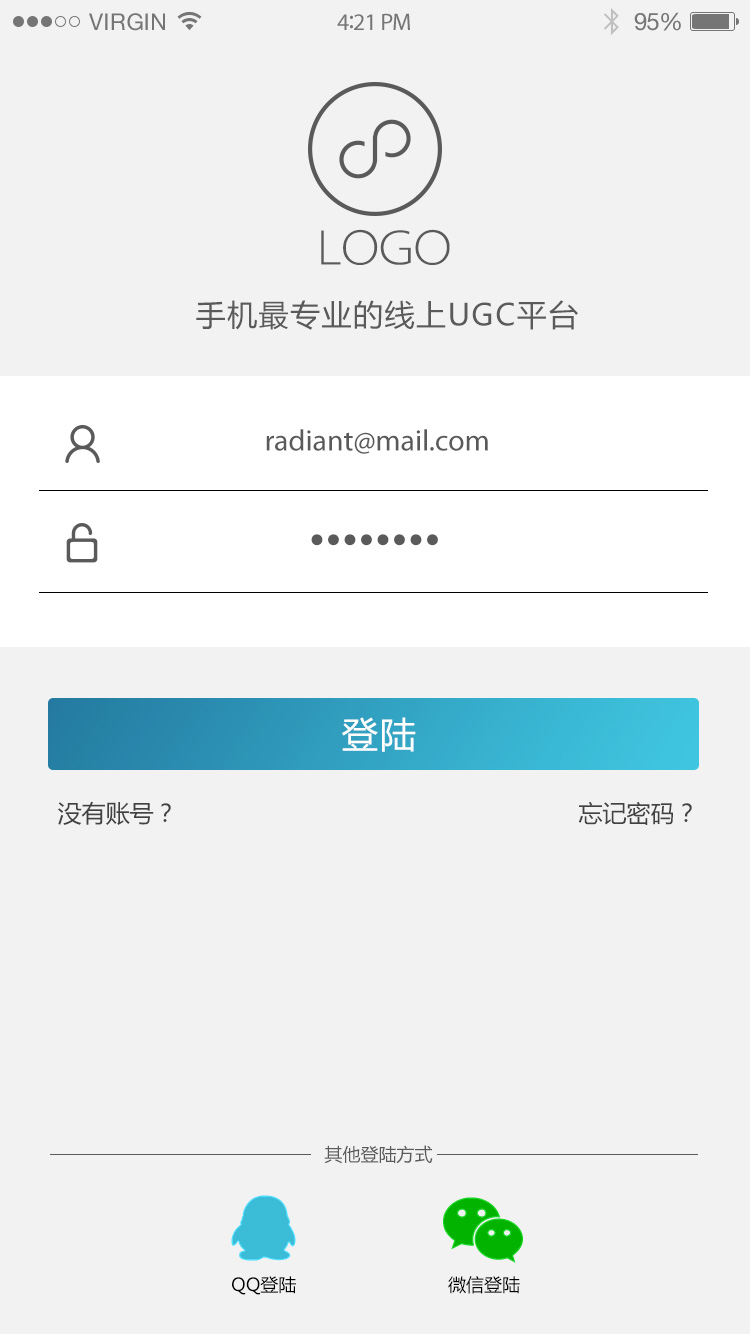 VIRGIN 4:21 PM 95%
LOGO
手机最专业的线上UGC平台
radiant@mail.com
••••••••
登陆
没有账号？ 忘记密码？
其他登陆方式
QQ登陆 微信登陆